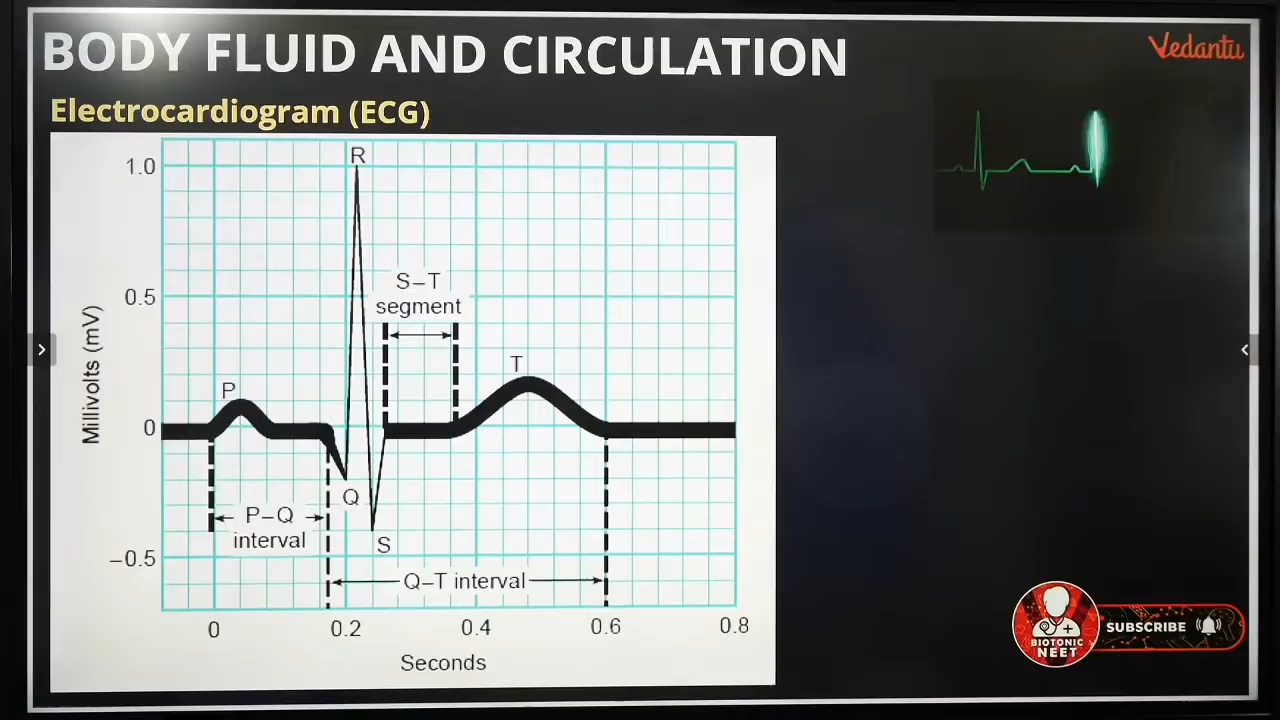 BODY FLUID AND CIRCULATION
Vedantu
Electrocardiogram (ECG)
1.0
R
0.5
S–T
segment
Millivolts (mV)
P
T
0
Q
P–Q
interval
S
–0.5
Q–T interval
0
0.2
0.4
0.6
0.8
Seconds
BIOTONIC
NEET
SUBSCRIBE